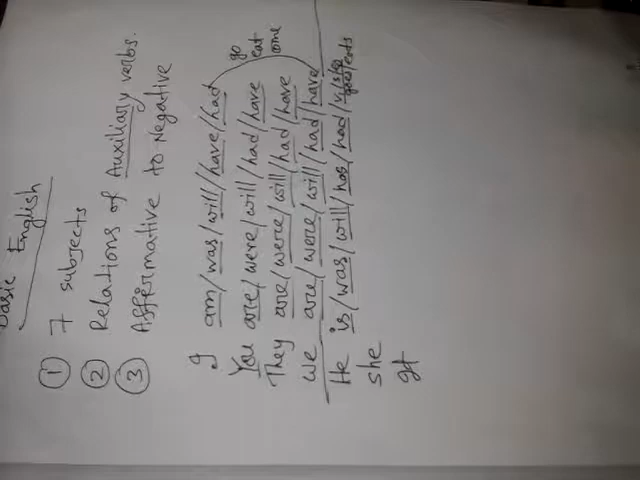 Basic English
① 7 subjects
② Relations of Auxiliary verbs.
③ Affirmative to Negative
I am/was/will/have/had
You are/were/will/had/have
They are/were/will/had/have
We are/were/will/had/have
go
eat
come
He is/was/will/has/had/
goes/eats
she
It